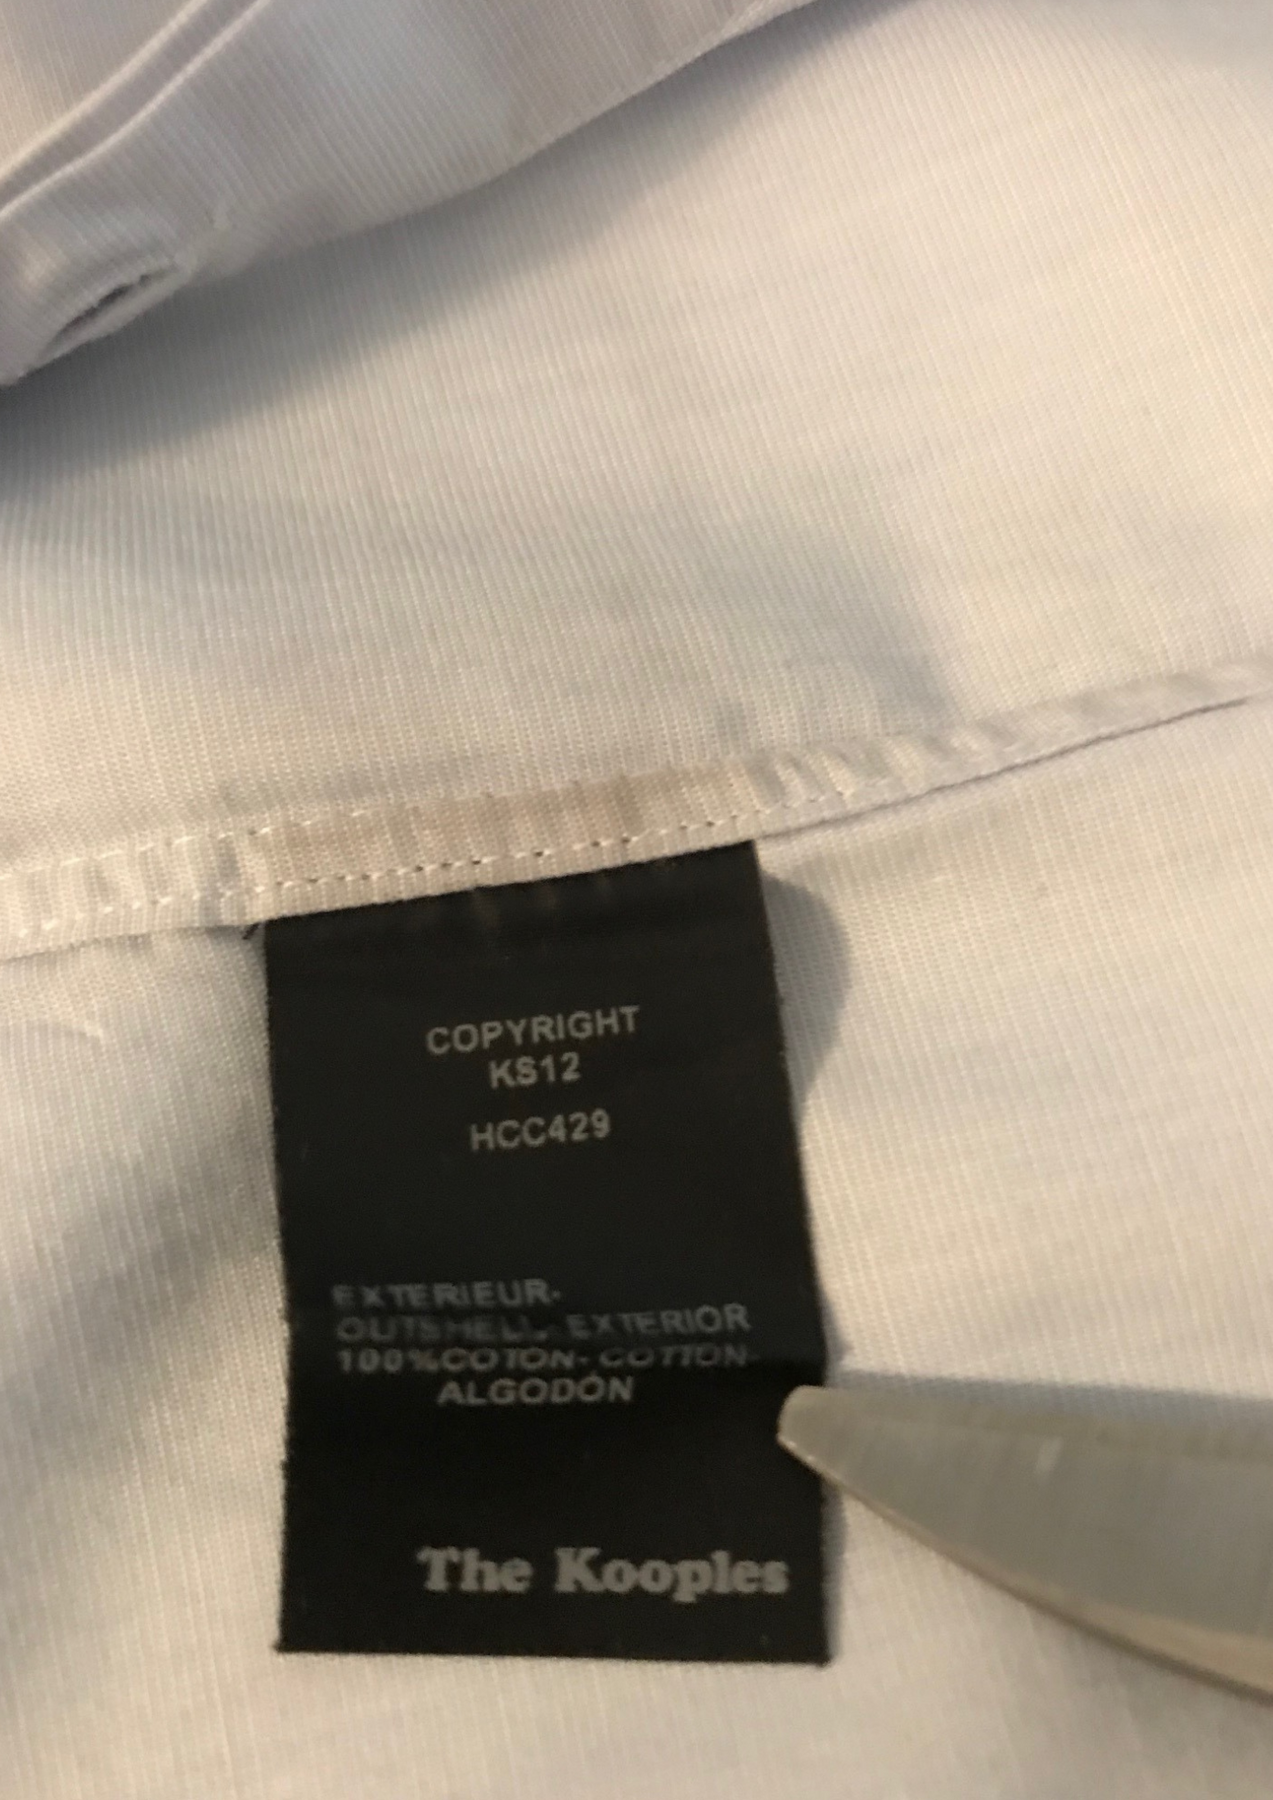 COPYRIGHT
KS12
HCC429
EXTERIEUR-
OUTSHELL- EXTERIOR
100%COTON- COTTON-
ALGODÓN
The Kooples